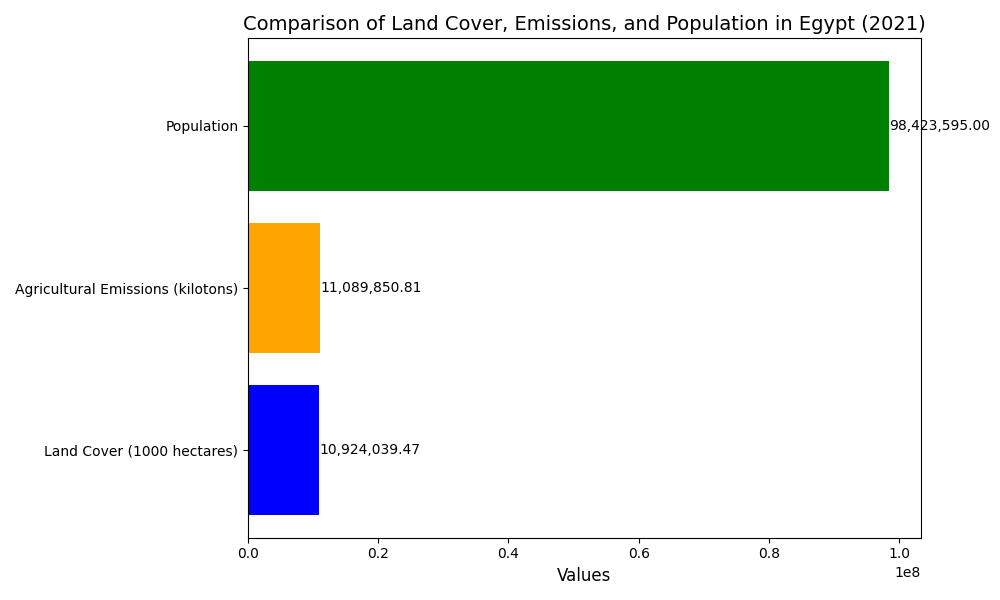 Comparison of Land Cover, Emissions, and Population in Egypt (2021)
Population
98,423,595.00
Agricultural Emissions (kilotons)
11,089,850.81
Land Cover (1000 hectares)
10,924,039.47
0.0 0.2 0.4 0.6 0.8 1.0
1e8
Values